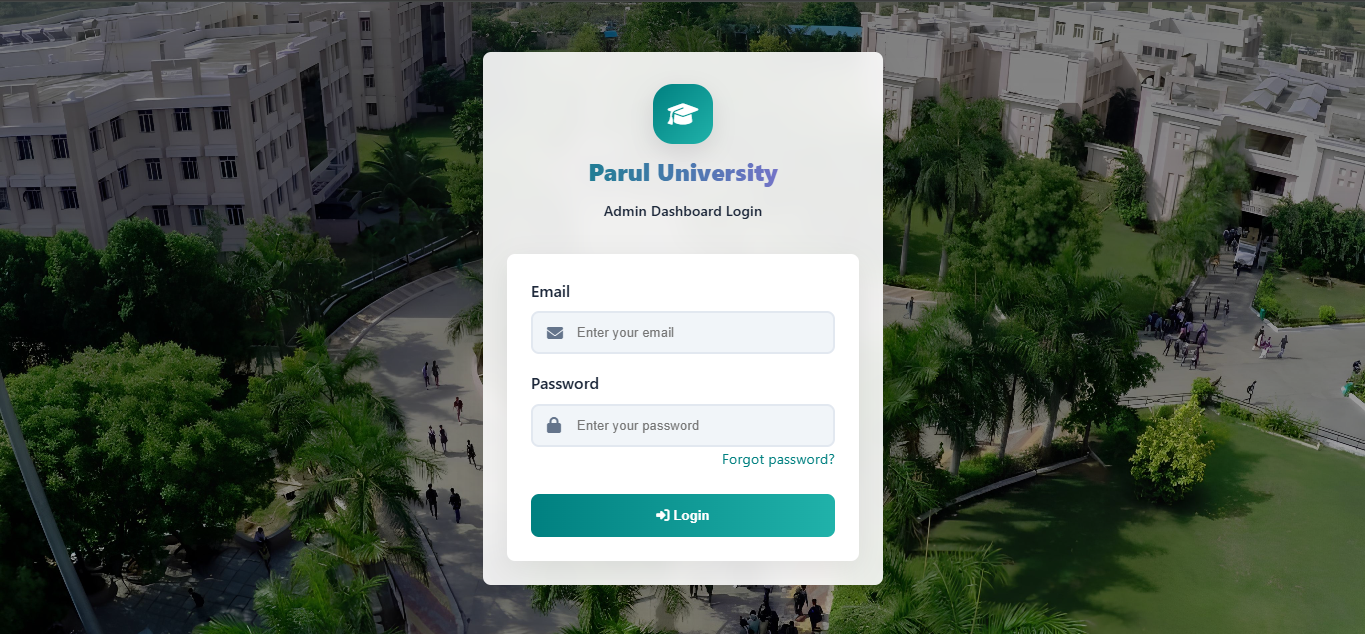 Parul University
Admin Dashboard Login
Email
Enter your email
Password
Enter your password
Forgot password?
Login